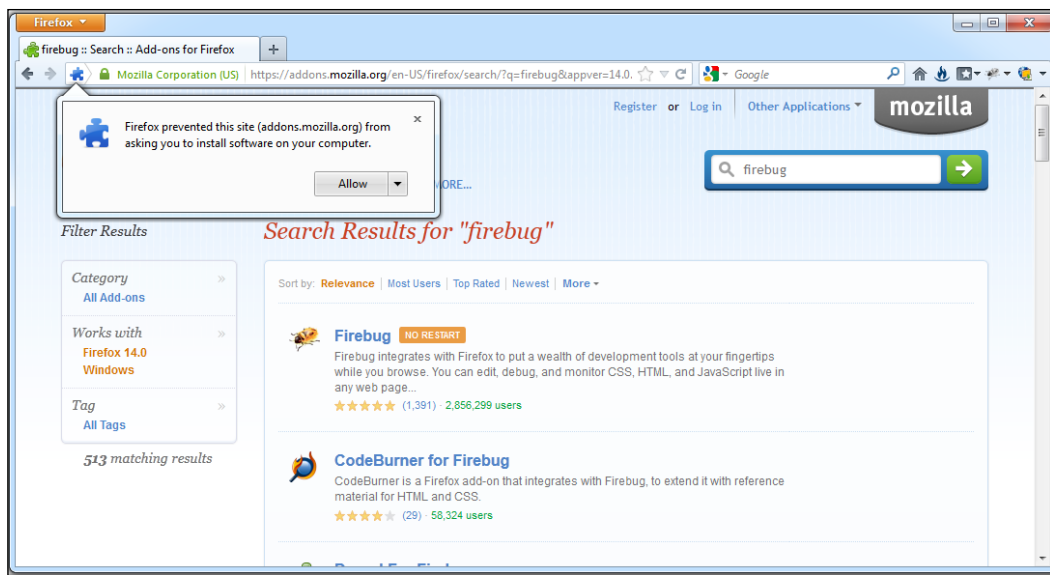 Firefox
firebug :: Search :: Add-ons for Firefox
Mozilla Corporation (US) https://addons.mozilla.org/en-US/firefox/search/?q=firebug&appver=14.0. Google
Firefox prevented this site (addons.mozilla.org) from
asking you to install software on your computer.
Allow
Register or Log in Other Applications
mozilla
MORE...
firebug
Filter Results
Category
All Add-ons
Works with
Firefox 14.0
Windows
Tag
All Tags
513 matching results
Search Results for "firebug"
Sort by: Relevance Most Users Top Rated Newest More
Firebug NO RESTART
Firebug integrates with Firefox to put a wealth of development tools at your fingertips
while you browse. You can edit, debug, and monitor CSS, HTML, and JavaScript live in
any web page...
(1,391) · 2,856,299 users
CodeBurner for Firebug
CodeBurner is a Firefox add-on that integrates with Firebug, to extend it with reference
material for HTML and CSS.
(29) · 58,324 users